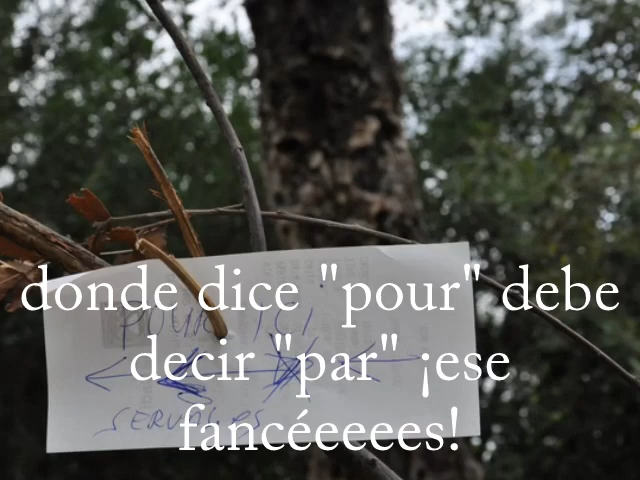 donde dice "pour" debe
decir "par" ¡ese
fancéeeees!
POUR ICI